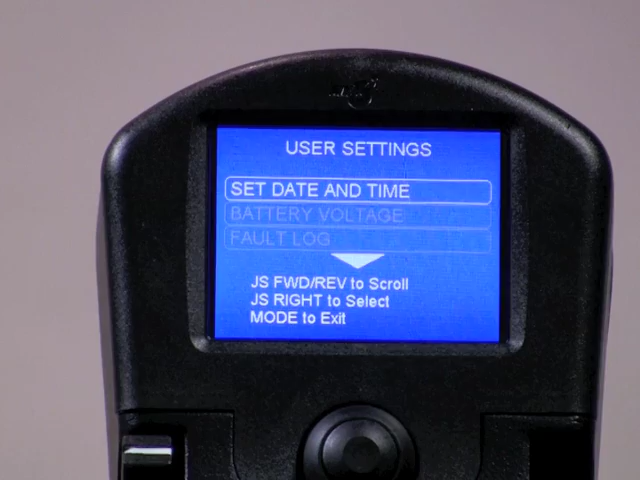 USER SETTINGS
SET DATE AND TIME
BATTERY VOLTAGE
FAULT LOG
JS FWD/REV to Scroll
JS RIGHT to Select
MODE to Exit